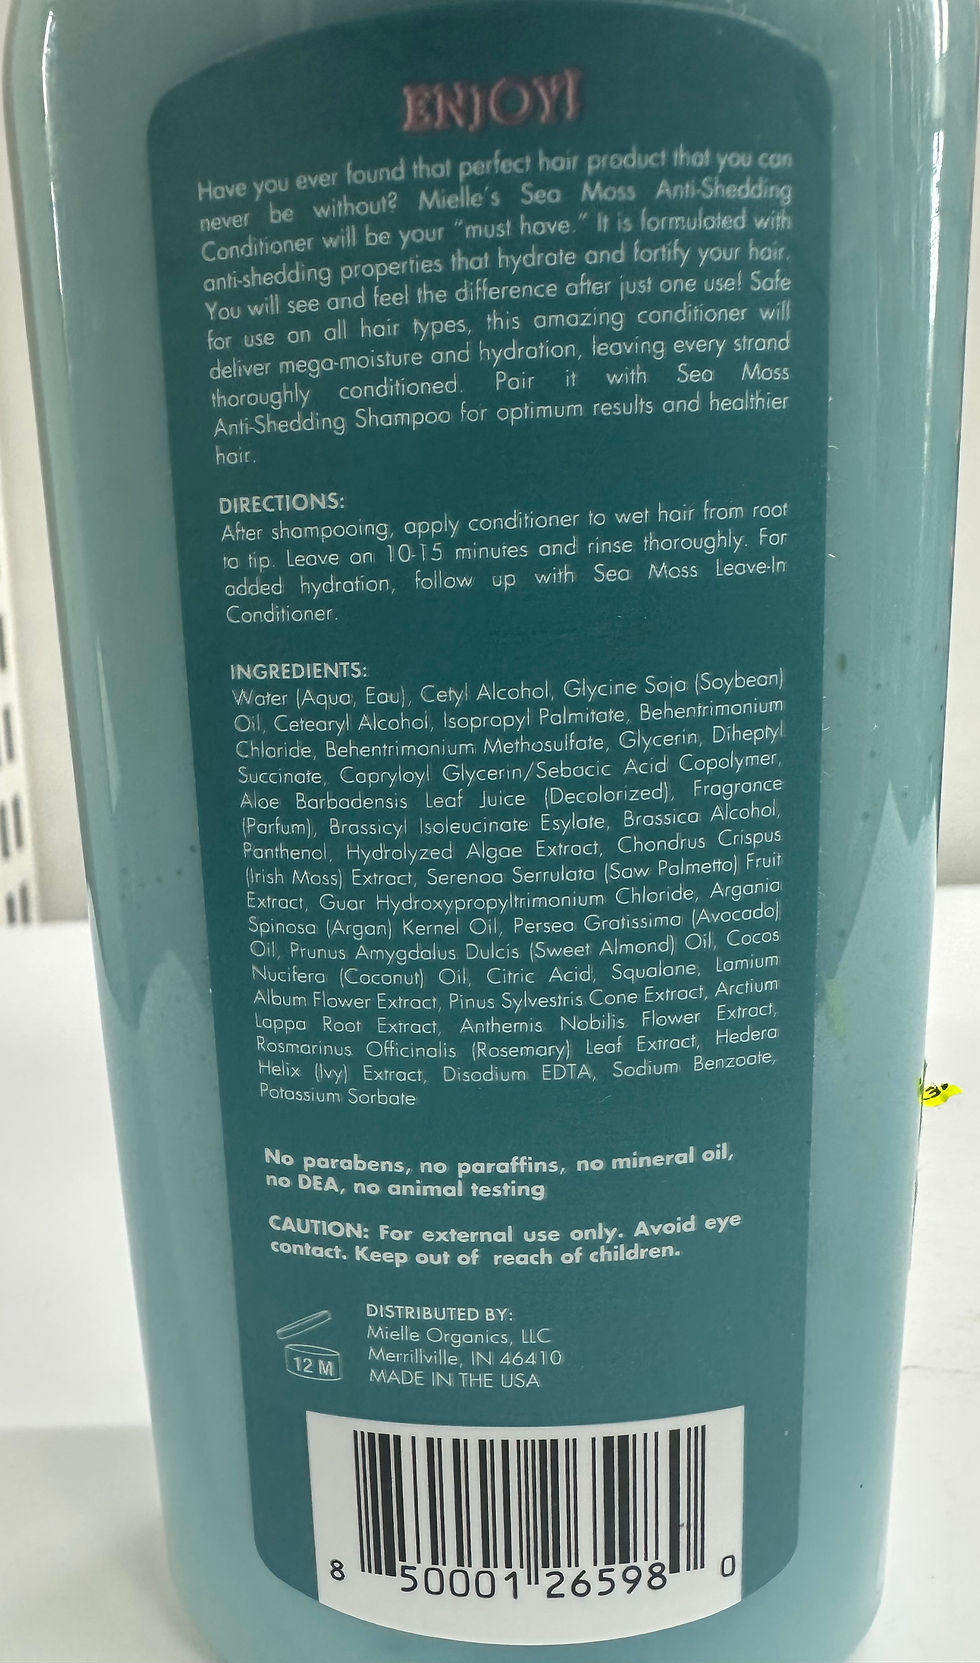 ENJOY!
Have you ever found that perfect hair product that you can
never be without? Mielle's Sea Moss Anti-Shedding
Conditioner will be your "must have." It is formulated with
anti-shedding properties that hydrate and fortify your hair.
You will see and feel the difference after just one use! Safe
for use on all hair types, this amazing conditioner will
deliver mega-moisture and hydration, leaving every strand
thoroughly conditioned. Pair it with Sea Moss
Anti-Shedding Shampoo for optimum results and healthier
hair.
DIRECTIONS:
After shampooing, apply conditioner to wet hair from root
to tip. Leave on 10-15 minutes and rinse thoroughly. For
added hydration, follow up with Sea Moss Leave-In
Conditioner.
INGREDIENTS:
Water (Aqua, Eau), Cetyl Alcohol, Glycine Soja (Soybean)
Oil, Cetearyl Alcohol, Isopropyl Palmitate, Behentrimonium
Chloride, Behentrimonium Methosulfate, Glycerin, Diheptyl
Succinate, Capryloyl Glycerin/Sebacic Acid Copolymer,
Aloe Barbadensis Leaf Juice (Decolorized), Fragrance
(Parfum), Brassicyl Isoleucinate Esylate, Brassica Alcohol,
Panthenol, Hydrolyzed Algae Extract, Chondrus Crispus
(Irish Moss) Extract, Serenoa Serrulata (Saw Palmetto) Fruit
Extract, Guar Hydroxypropyltrimonium Chloride, Argania
Spinosa (Argan) Kernel Oil, Persea Gratissima (Avocado)
Oil, Prunus Amygdalus Dulcis (Sweet Almond) Oil, Cocos
Nucifera (Coconut) Oil, Citric Acid, Squalane, Lamium
Album Flower Extract, Pinus Sylvestris Cone Extract, Arctium
Lappa Root Extract, Anthemis Nobilis Flower Extract,
Rosmarinus Officinalis (Rosemary) Leaf Extract, Hedera
Helix (Ivy) Extract, Disodium EDTA, Sodium Benzoate,
Potassium Sorbate
No parabens, no paraffins, no mineral oil,
no DEA, no animal testing
CAUTION: For external use only. Avoid eye
contact. Keep out of reach of children.
DISTRIBUTED BY:
Mielle Organics, LLC
Merrillville, IN 46410
MADE IN THE USA
12 M
8 50001 26598 0